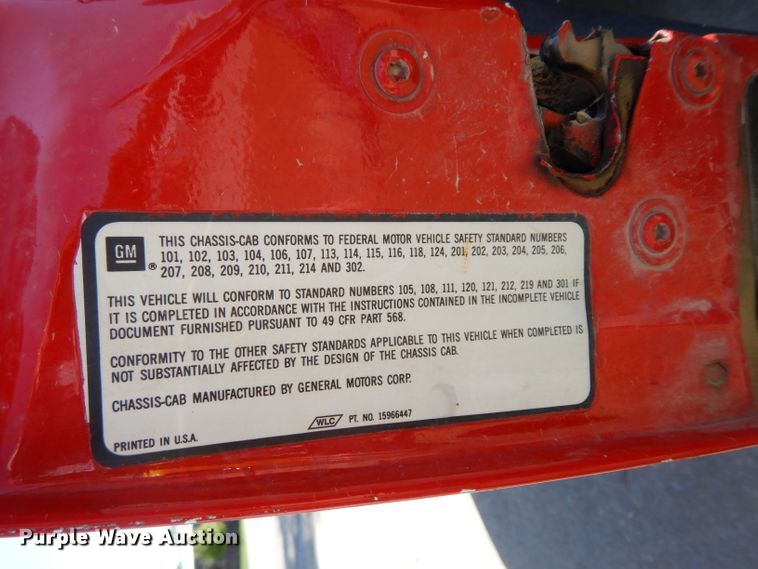 GM
®
THIS CHASSIS-CAB CONFORMS TO FEDERAL MOTOR VEHICLE SAFETY STANDARD NUMBERS
101, 102, 103, 104, 106, 107, 113, 114, 115, 116, 118, 124, 201, 202, 203, 204, 205, 206,
207, 208, 209, 210, 211, 214 AND 302.
THIS VEHICLE WILL CONFORM TO STANDARD NUMBERS 105, 108, 111, 120, 121, 212, 219 AND 301 IF
IT IS COMPLETED IN ACCORDANCE WITH THE INSTRUCTIONS CONTAINED IN THE INCOMPLETE VEHICLE
DOCUMENT FURNISHED PURSUANT TO 49 CFR PART 568.
CONFORMITY TO THE OTHER SAFETY STANDARDS APPLICABLE TO THIS VEHICLE WHEN COMPLETED IS
NOT SUBSTANTIALLY AFFECTED BY THE DESIGN OF THE CHASSIS CAB.
CHASSIS-CAB MANUFACTURED BY GENERAL MOTORS CORP.
WLC PT. NO. 15966447
PRINTED IN U.S.A.
Purple Wave Auction